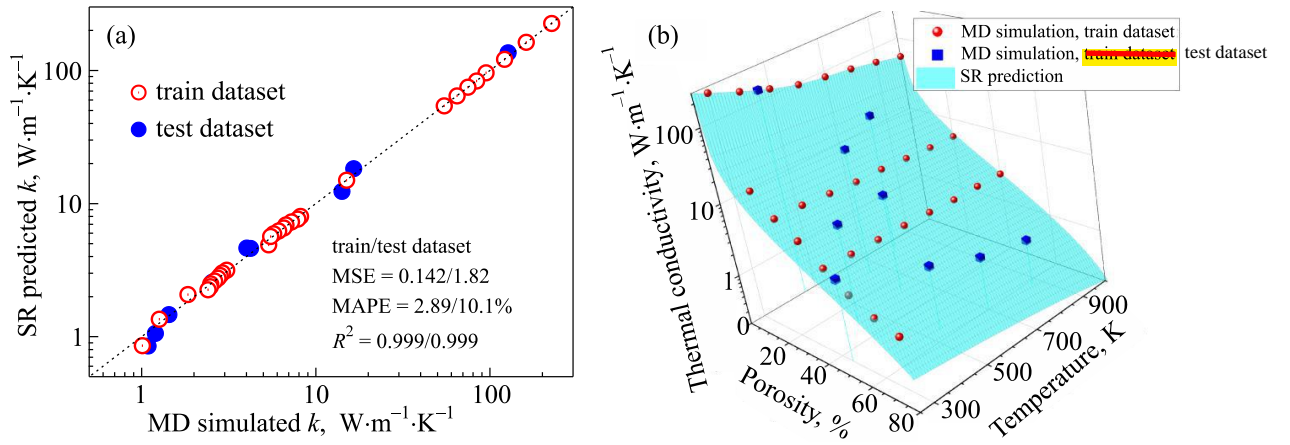 (a)
train dataset
test dataset
train/test dataset
MSE = 0.142/1.82
MAPE = 2.89/10.1%
R² = 0.999/0.999
SR predicted k, W·m⁻¹·K⁻¹
100
10
1
1
10
100
MD simulated k, W·m⁻¹·K⁻¹
(b)
MD simulation, train dataset
MD simulation, train dataset test dataset
SR prediction
Thermal conductivity, W·m⁻¹·K⁻¹
100
10
1
0
20
40
60
80
Porosity, %
300
500
700
900
Temperature, K